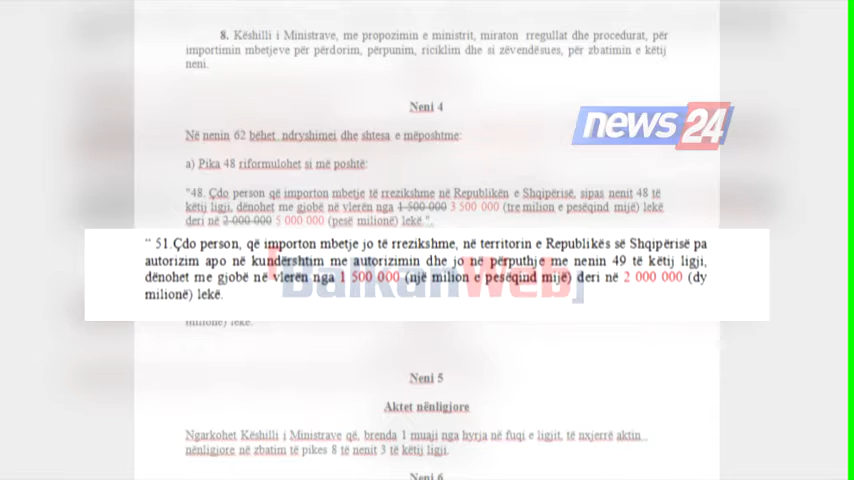 8. Këshilli i Ministrave, me propozimin e ministrit, miraton rregullat dhe procedurat, për
importimin mbetjeve për përdorim, përpunim, riciklim dhe si zëvendësues, për zbatimin e këtij
neni.
Neni 4
news 24
Në nenin 62 bëhet ndryshimei dhe shtesa e mëposhtme:
a) Pika 48 riformulohet si më poshtë:
"48. Çdo person që importon mbetje të rrezikshme në Republikën e Shqipërisë, sipas nenit 48 të
këtij ligji, dënohet me gjobë në vlerën nga 1 500 000 3 500 000 (tre milion e pesëqind mijë) lekë
deri në 2 000 000 5 000 000 (pesë milionë) lekë."
" 51.Çdo person, që importon mbetje jo të rrezikshme, në territorin e Republikës së Shqipërisë pa
autorizim apo në kundërshtim me autorizimin dhe jo në përputhje me nenin 49 të këtij ligji,
dënohet me gjobë në vlerën nga 1 500 000 (një milion e pesëqind mijë) deri në 2 000 000 (dy
milionë) lekë.
BalkanWeb
milionë) lekë.
Neni 5
Aktet nënligjore
Ngarkohet Këshilli i Ministrave që, brenda 1 muaji nga hyrja në fuqi e ligjit, të nxjerrë aktin
nënligjore në zbatim të pikes 8 të nenit 3 të këtij ligji.
Neni 6